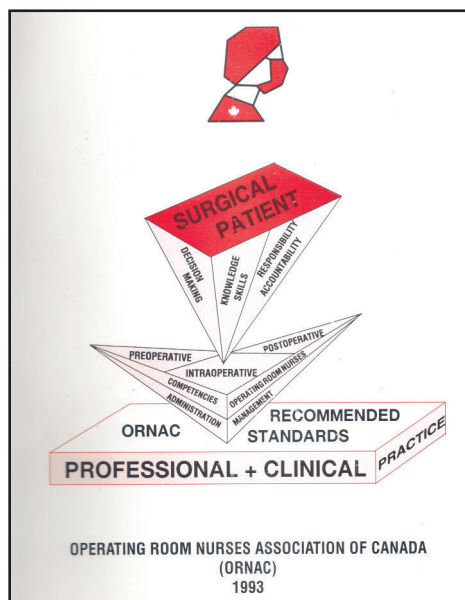 SURGICAL
PATIENT
DECISION
MAKING
KNOWLEDGE
SKILLS
RESPONSIBILITY
ACCOUNTABILITY
PREOPERATIVE
INTRAOPERATIVE
POSTOPERATIVE
COMPETENCIES
OPERATING ROOM NURSES
ADMINISTRATION
MANAGEMENT
ORNAC
RECOMMENDED
STANDARDS
PROFESSIONAL + CLINICAL
PRACTICE
OPERATING ROOM NURSES ASSOCIATION OF CANADA
(ORNAC)
1993